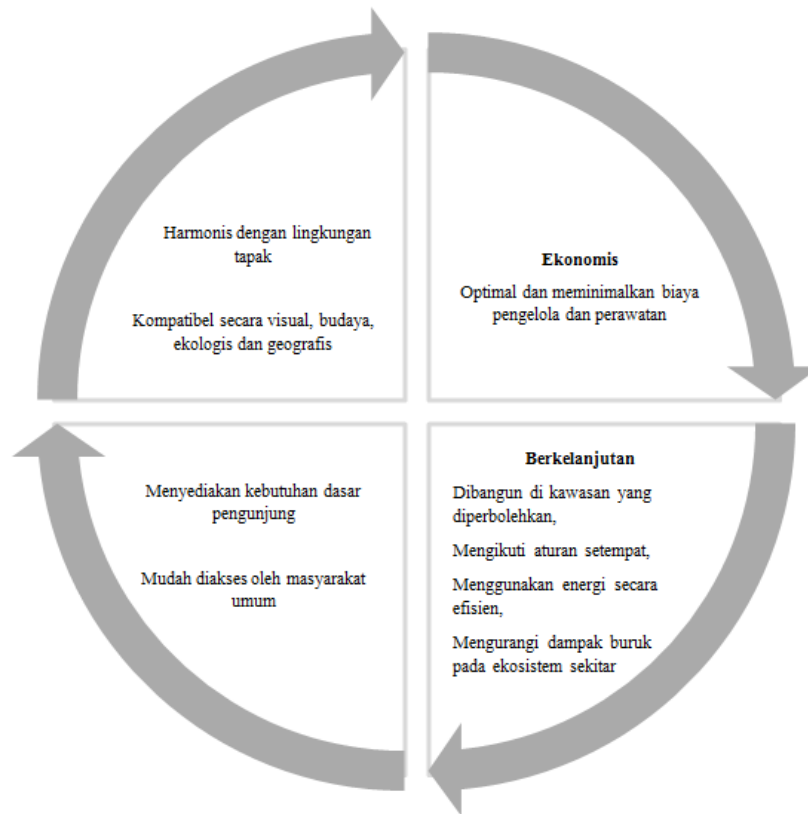 Harmonis dengan lingkungan
tapak
Kompatibel secara visual, budaya,
ekologis dan geografis
Ekonomis
Optimal dan meminimalkan biaya
pengelola dan perawatan
Menyediakan kebutuhan dasar
pengunjung
Mudah diakses oleh masyarakat
umum
Berkelanjutan
Dibangun di kawasan yang
diperbolehkan,
Mengikuti aturan setempat,
Menggunakan energi secara
efisien,
Mengurangi dampak buruk
pada ekosistem sekitar